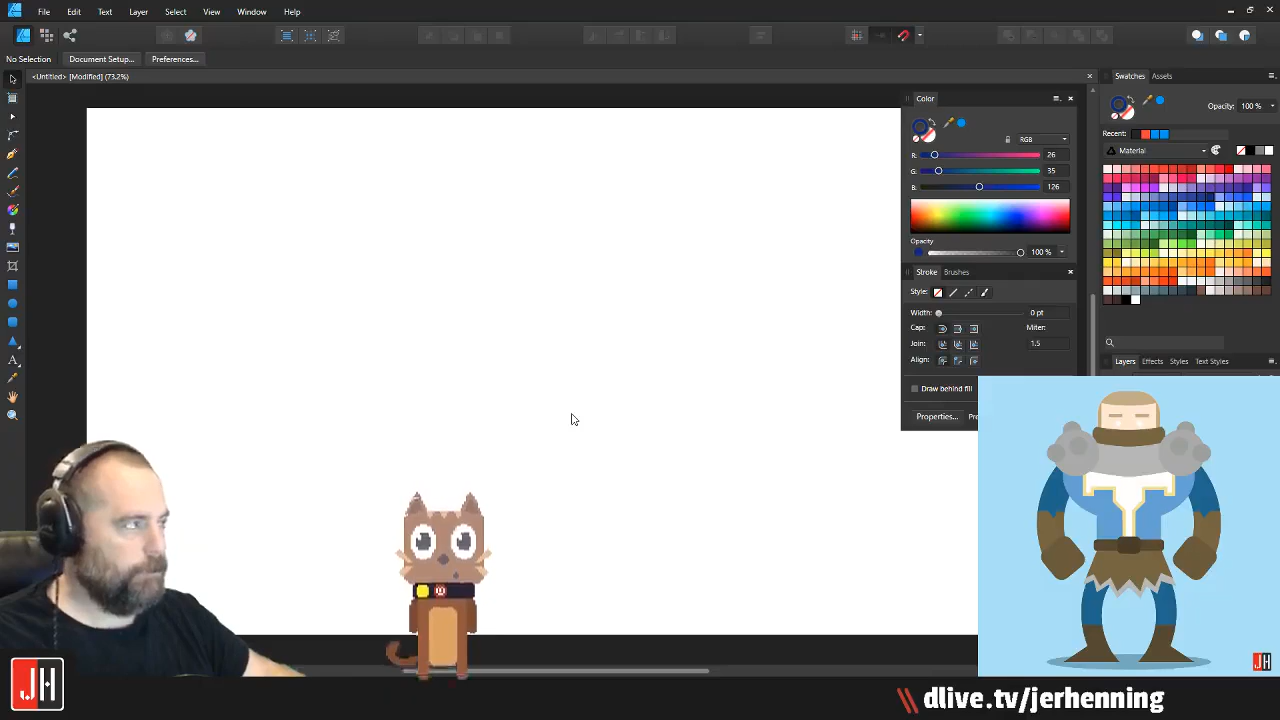 File Edit Text Layer Select View Window Help
No Selection Document Setup... Preferences...
<Untitled> [Modified] (73.2%)
Color
RGB
R: 26
G: 35
B: 126
Opacity
100 %
Stroke Brushes
Style:
Width: 0 pt
Cap: Miter:
Join: 1.5
Align:
Draw behind fill
Properties...
Swatches Assets
Opacity: 100 %
Recent:
Material
Layers Effects Styles Text Styles
JH
JH
\\ dlive.tv/jerhenning